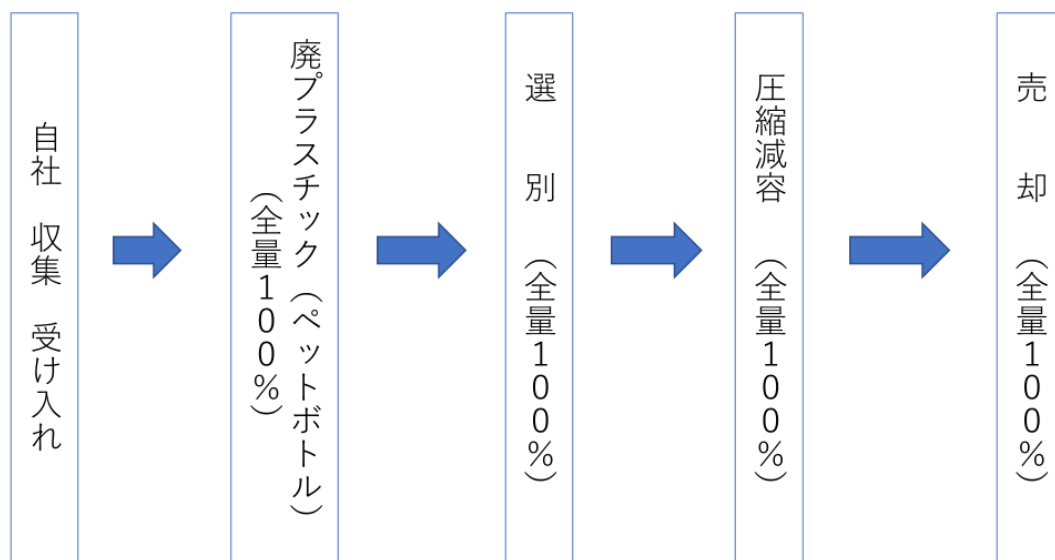 自社　収集　受け入れ
廃プラスチック（ペットボトル）
（全量100%）
選　別　（全量100%）
圧縮減容　（全量100%）
売　却　（全量100%）